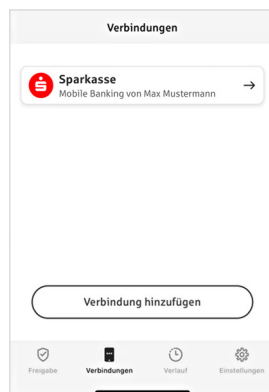 Verbindungen
Sparkasse
Mobile Banking von Max Mustermann
Verbindung hinzufügen
Freigabe
Verbindungen
Verlauf
Einstellungen